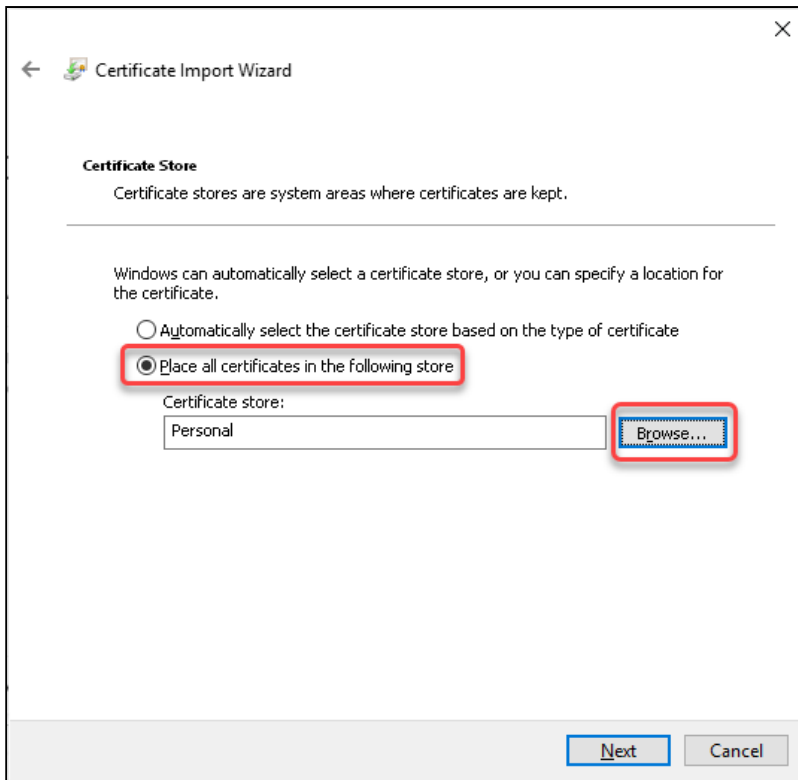 Certificate Import Wizard
Certificate Store
Certificate stores are system areas where certificates are kept.
Windows can automatically select a certificate store, or you can specify a location for
the certificate.
Automatically select the certificate store based on the type of certificate
Place all certificates in the following store
Certificate store:
Personal
Browse...
Next
Cancel